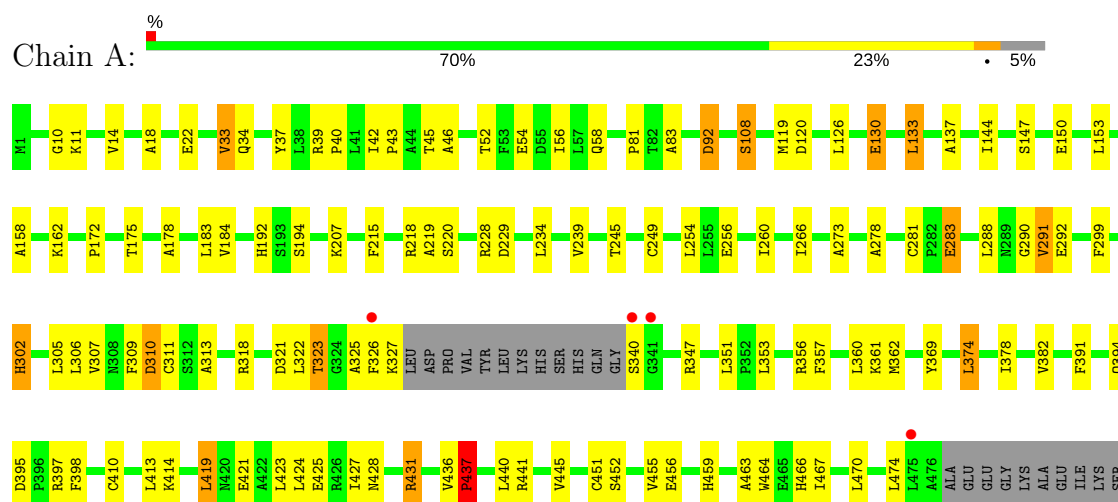 %
Chain A:
70% 23% • 5%
M1 G10 K11 V14 A18 E22 V33 Q34 Y37 L38 R39 P40 L41 I42 P43 A44 T45 A46 T52 F53 E54 D55 I56 L57 Q58 P81 T82 A83 D92 S108 M119 D120 L126 E130 L133 A137 I144 S147 E150 L153
A158 K162 P172 T175 A178 L183 V184 H192 S193 S194 K207 F215 R218 A219 S220 R228 D229 L234 V239 T245 C249 L254 L255 E256 I260 I266 A273 A278 C281 P282 E283 L288 N289 G290 V291 E292 F299
H302 L305 L306 V307 N308 F309 D310 C311 S312 A313 R318 D321 L322 T323 G324 A325 F326 K327 LEU ASP PRO VAL TYR LEU LYS HIS SER HIS GLN GLY S340 G341 R347 L351 P352 L353 R356 F357 L360 K361 M362 Y369 L374 I378 V382 F391
D395 P396 R397 F398 C410 L413 K414 L419 N420 E421 A422 L423 L424 E425 R426 I427 N428 R431 V436 P437 L440 R441 V445 C451 S452 V455 E456 H459 A463 W464 E465 H466 I467 L470 L474 L475 A476 ALA GLU GLU GLY LYS ALA GLU ILE LYS